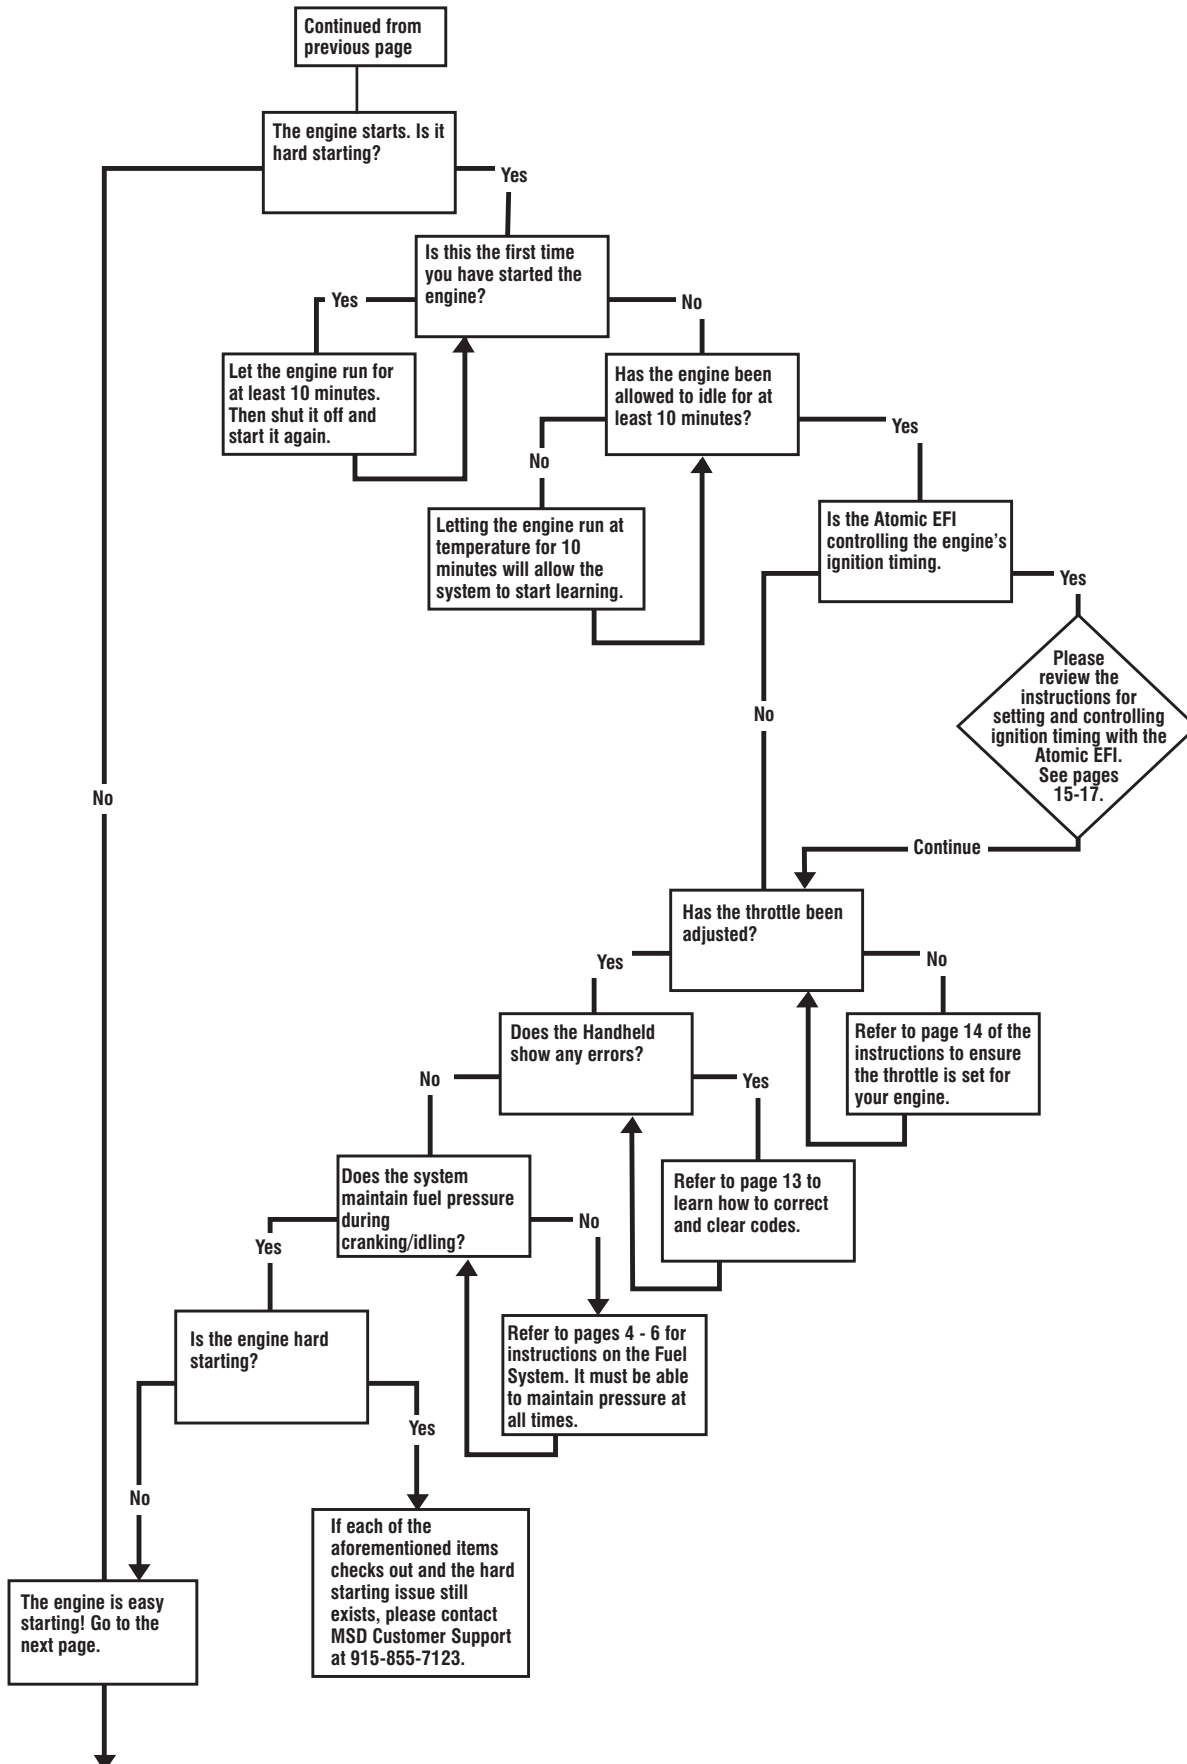 Continued from
previous page
The engine starts. Is it
hard starting?
Yes
Is this the first time
you have started the
engine?
Yes
No
Let the engine run for
at least 10 minutes.
Then shut it off and
start it again.
Has the engine been
allowed to idle for at
least 10 minutes?
Yes
No
Letting the engine run at
temperature for 10
minutes will allow the
system to start learning.
Is the Atomic EFI
controlling the engine's
ignition timing.
Yes
Please
review the
instructions for
setting and controlling
ignition timing with the
Atomic EFI.
See pages
15-17.
No
No
Continue
Has the throttle been
adjusted?
Yes
No
Does the Handheld
show any errors?
Refer to page 14 of the
instructions to ensure
the throttle is set for
your engine.
No
Yes
Does the system
maintain fuel pressure
during
cranking/idling?
Refer to page 13 to
learn how to correct
and clear codes.
Yes
No
Is the engine hard
starting?
Refer to pages 4 - 6 for
instructions on the Fuel
System. It must be able
to maintain pressure at
all times.
Yes
No
If each of the
aforementioned items
checks out and the hard
starting issue still
exists, please contact
MSD Customer Support
at 915-855-7123.
The engine is easy
starting! Go to the
next page.